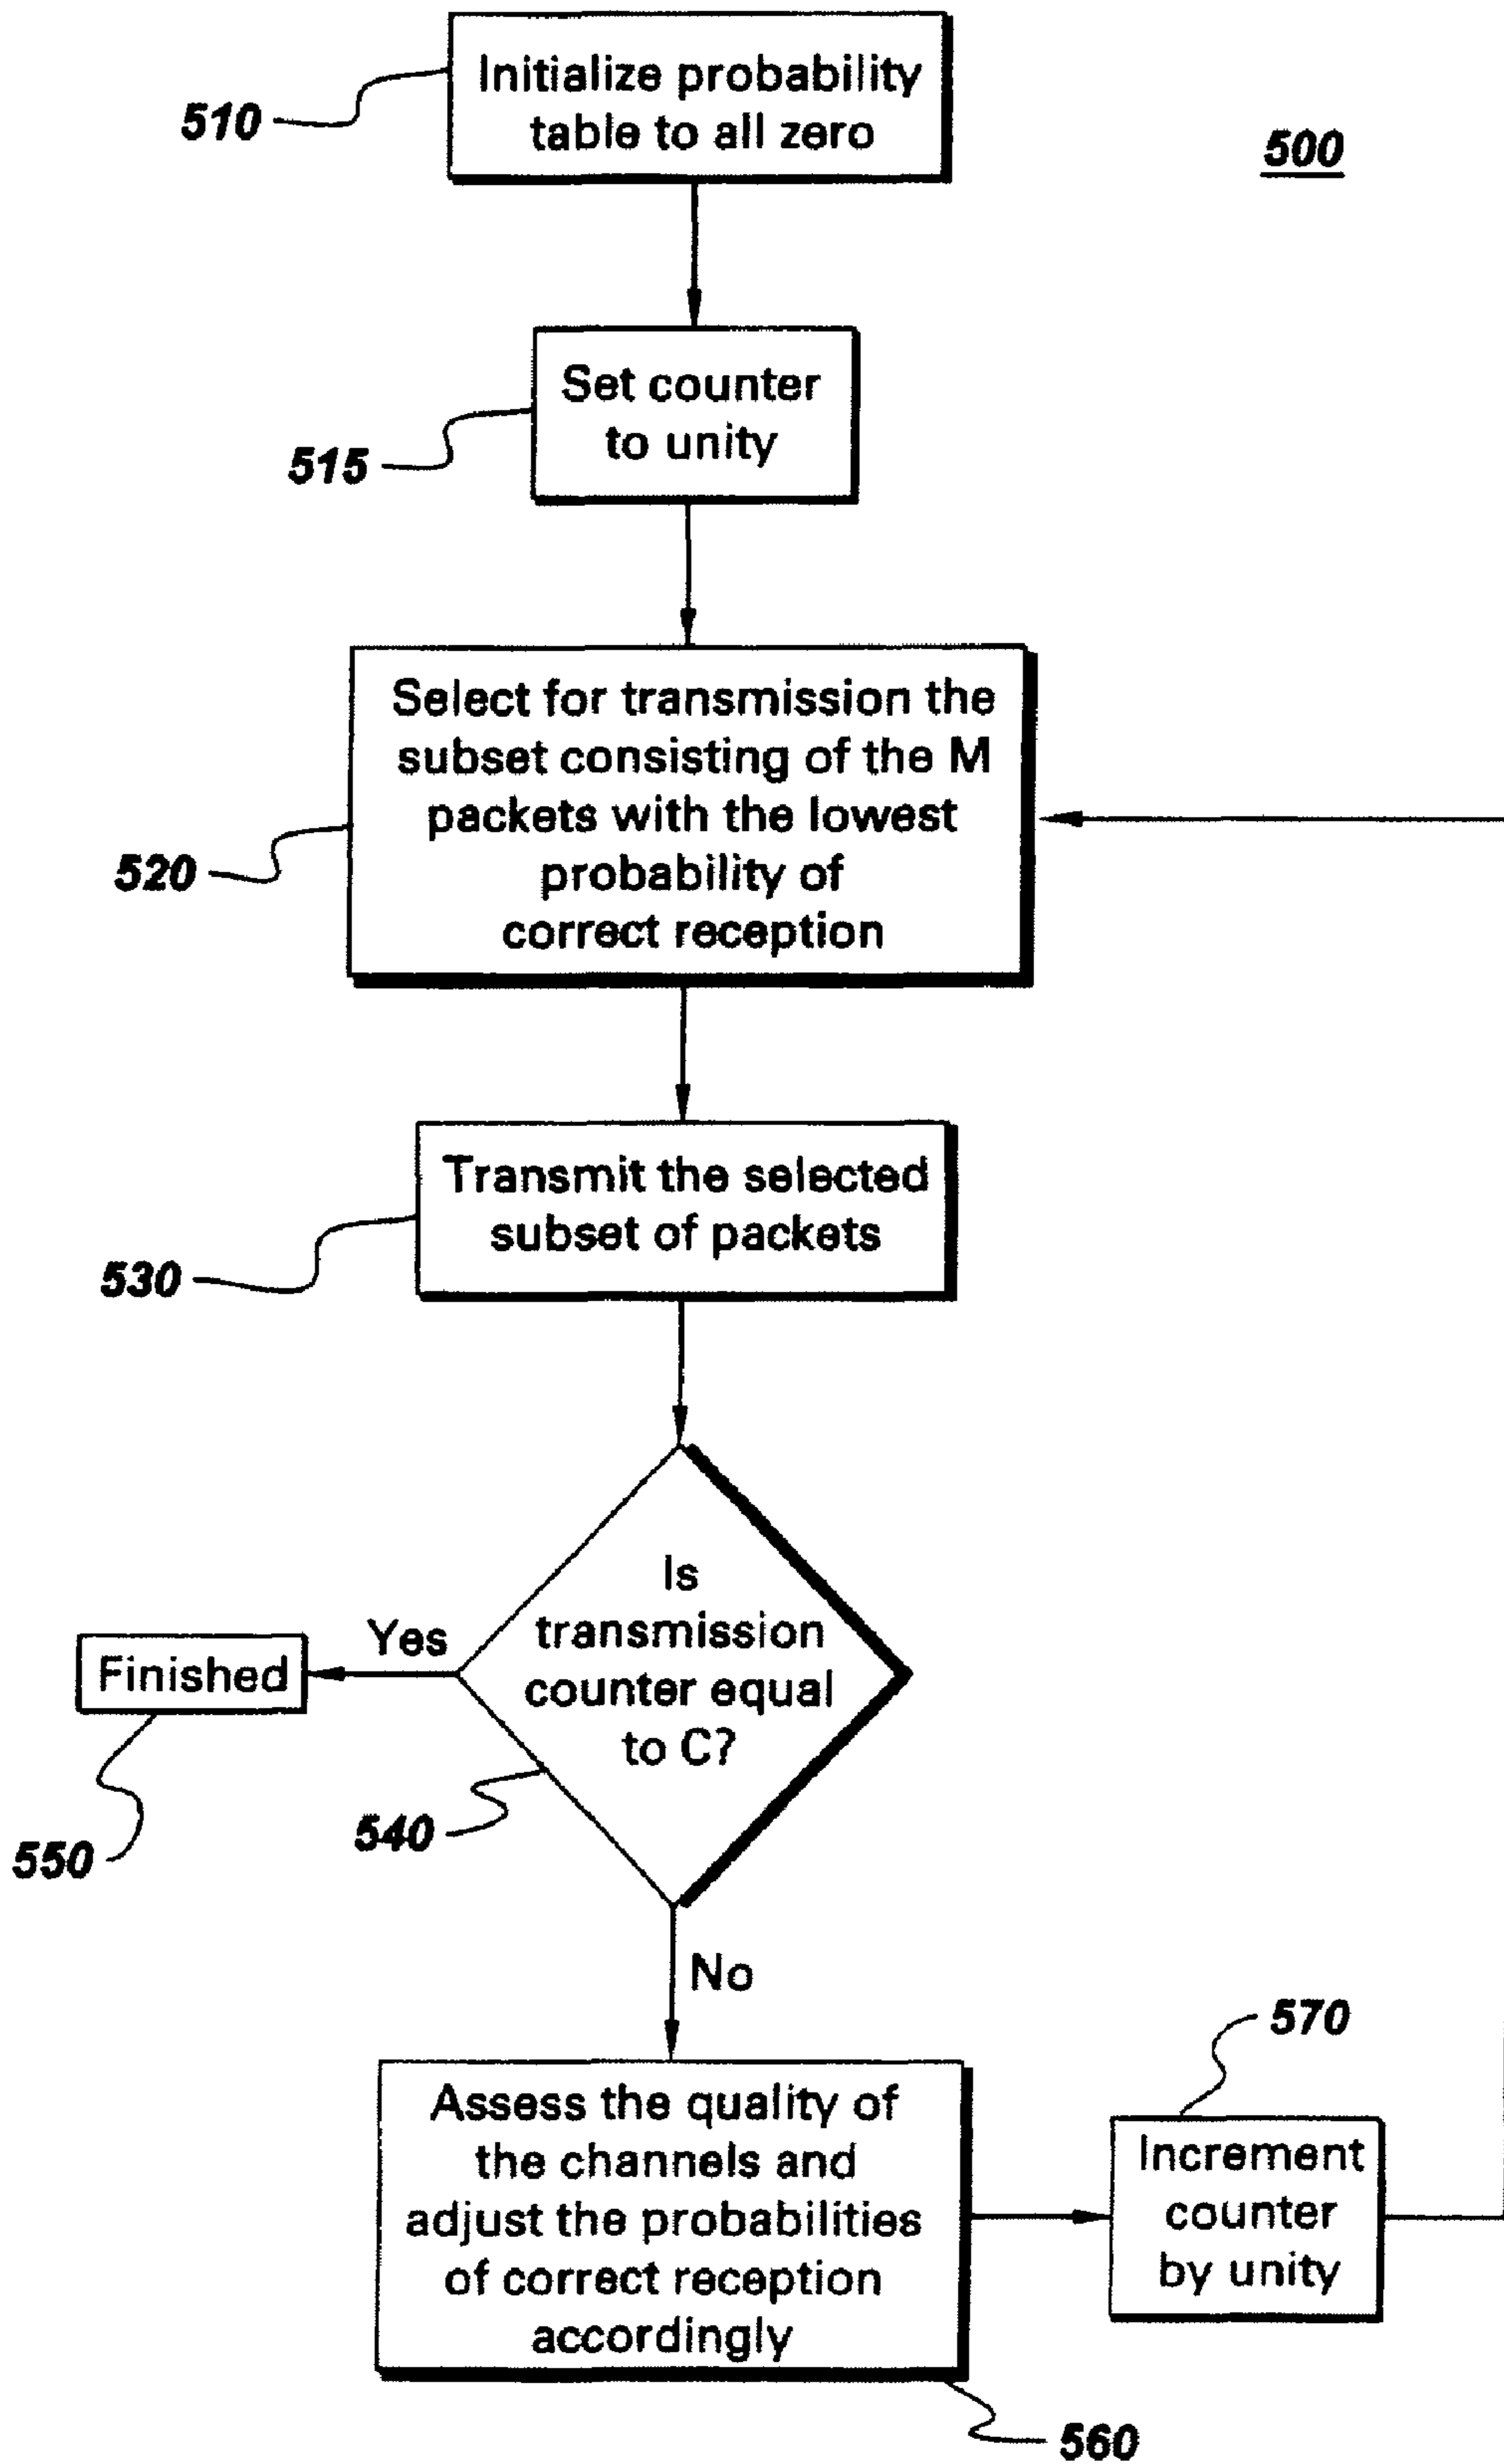 Initialize probability
table to all zero
510
500
Set counter
to unity
515
Select for transmission the
subset consisting of the M
packets with the lowest
probability of
correct reception
520
Transmit the selected
subset of packets
530
Is
transmission
counter equal
to C?
Yes
Finished
540
550
No
570
Assess the quality of
the channels and
adjust the probabilities
of correct reception
accordingly
Increment
counter
by unity
560